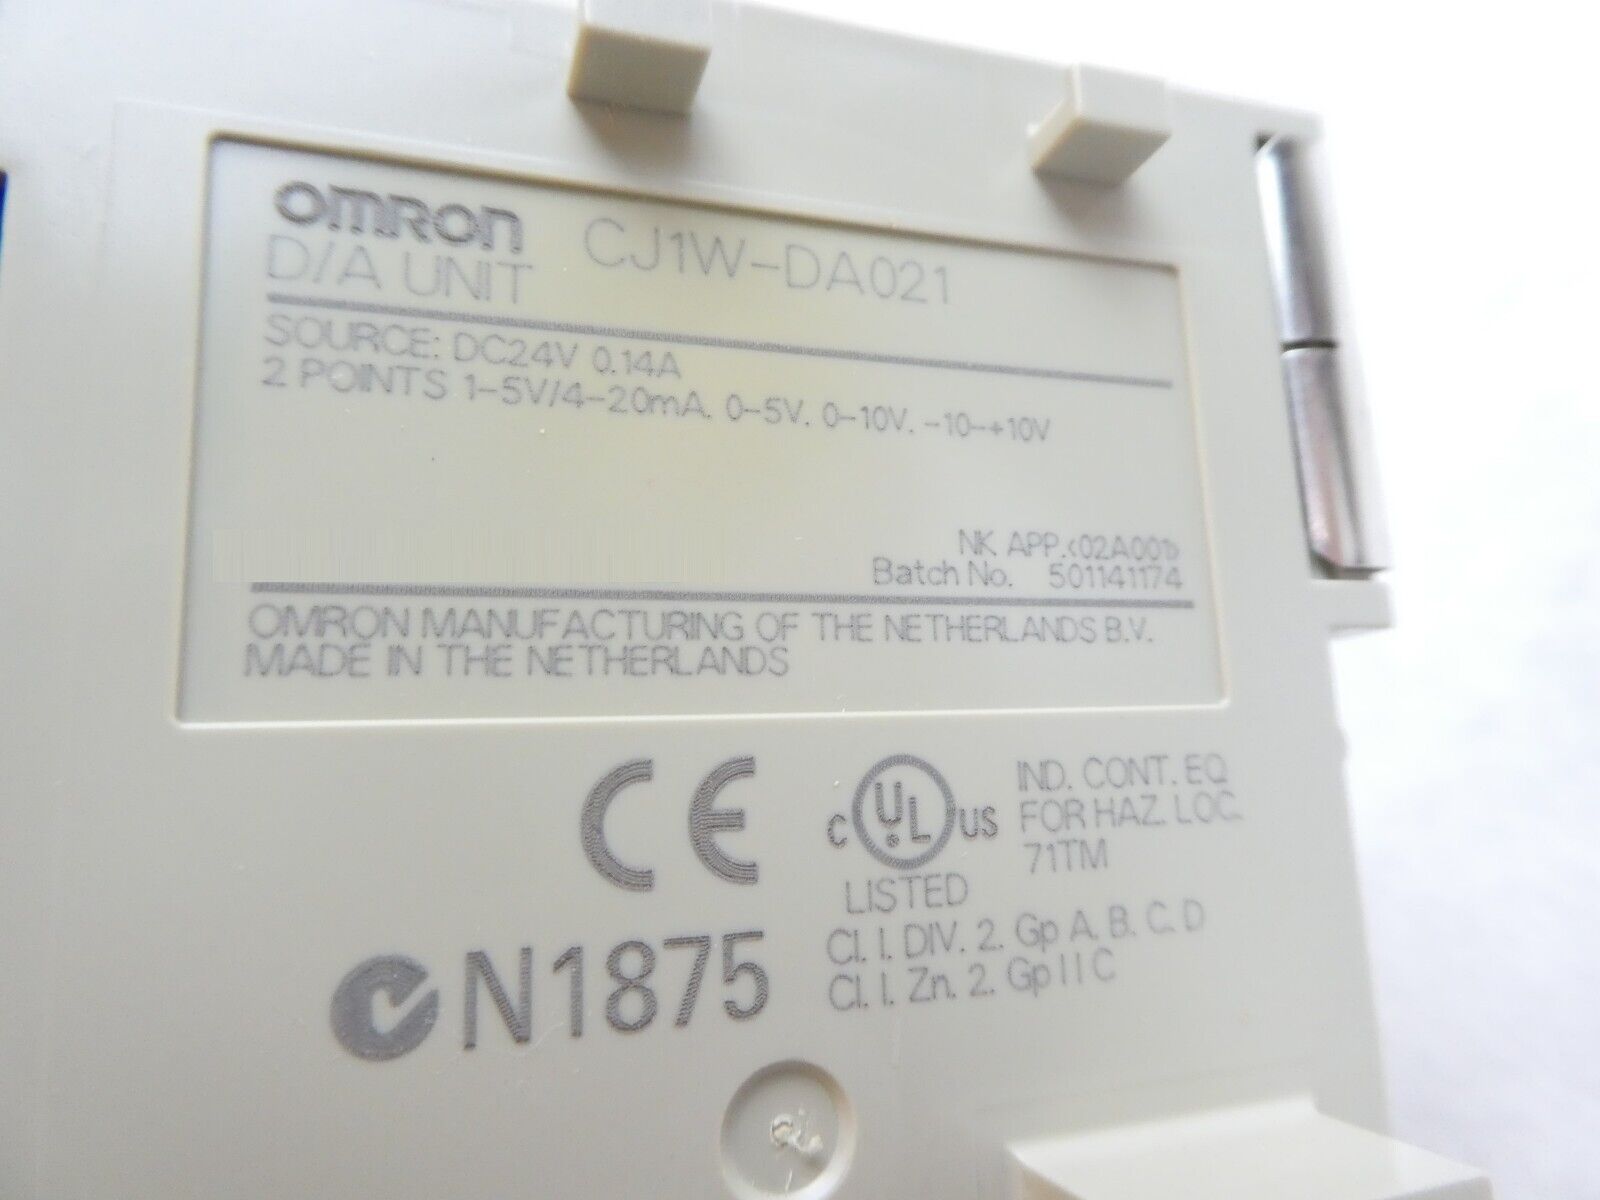 OMRON CJ1W-DA021
D/A UNIT
SOURCE: DC24V 0.14A
2 POINTS 1-5V/4-20mA. 0-5V. 0-10V. -10-+10V
NK APP.<02A001>
Batch No. 501141174
OMRON MANUFACTURING OF THE NETHERLANDS B.V.
MADE IN THE NETHERLANDS
CE
C UL US
LISTED
IND. CONT. EQ
FOR HAZ. LOC.
71TM
N1875
Cl. I. DIV. 2. Gp A. B. C. D
Cl. I. Zn. 2. Gp IIC